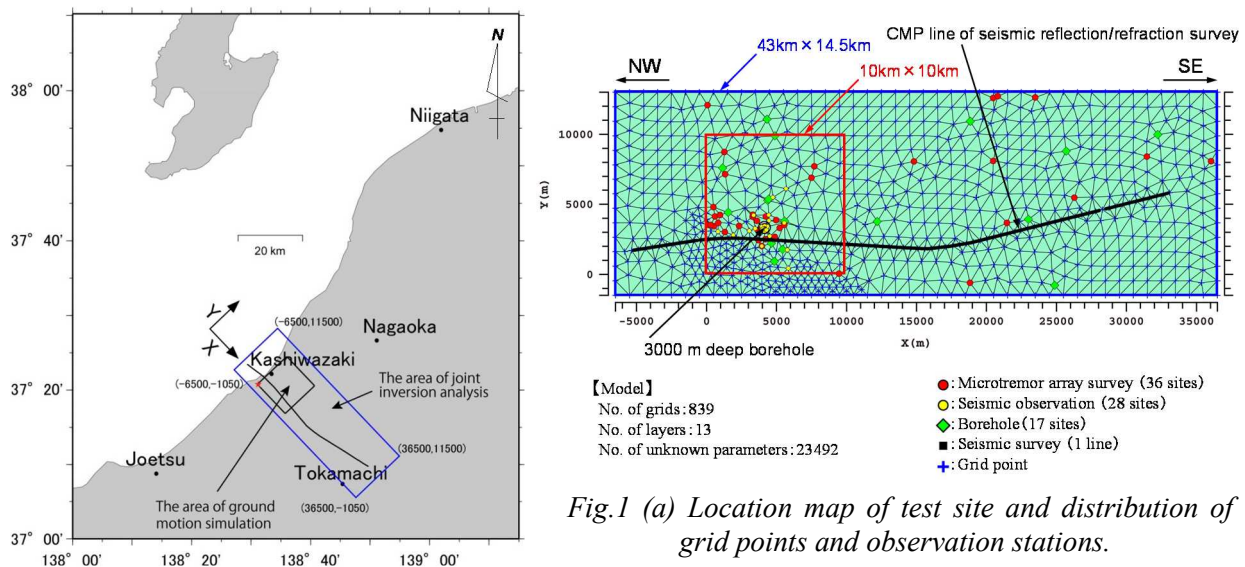 N
38° 00'
37° 40'
37° 20'
37° 00'
138° 00'
138° 20'
138° 40'
139° 00'
Niigata
20 km
Y
X
(-6500,11500)
Nagaoka
Kashiwazaki
(-6500,-1050)
The area of joint
inversion analysis
(36500,11500)
Joetsu
Tokamachi
(36500,-1050)
The area of ground
motion simulation
CMP line of seismic reflection/refraction survey
43km×14.5km
NW
10km×10km
SE
10000
5000
0
Y(m)
-5000
0
5000
10000
15000
20000
25000
30000
35000
X(m)
3000 m deep borehole
【Model】
No. of grids:839
No. of layers:13
No. of unknown parameters:23492
: Microtremor array survey (36 sites)
: Seismic observation (28 sites)
: Borehole (17 sites)
: Seismic survey (1 line)
: Grid point
Fig.1 (a) Location map of test site and distribution of
grid points and observation stations.